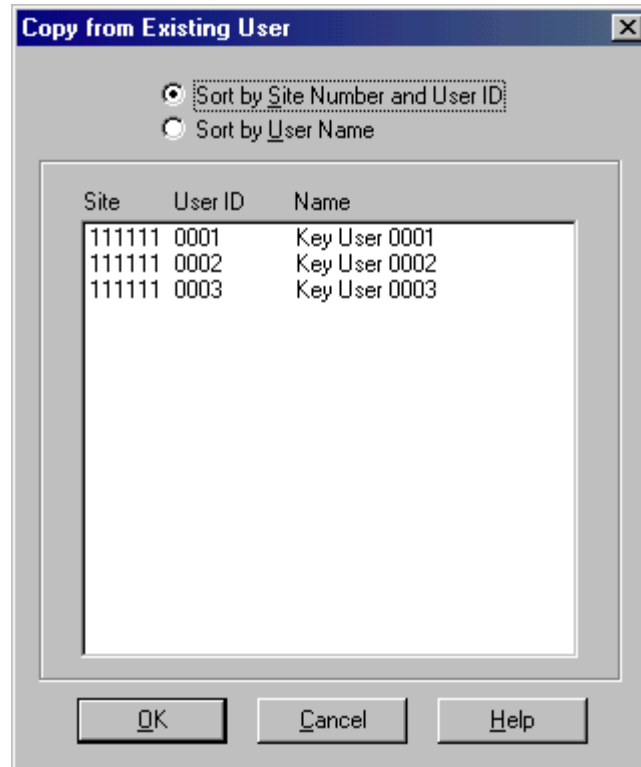 Copy from Existing User
Sort by Site Number and User ID
Sort by User Name
Site User ID Name
111111 0001 Key User 0001
111111 0002 Key User 0002
111111 0003 Key User 0003
OK Cancel Help